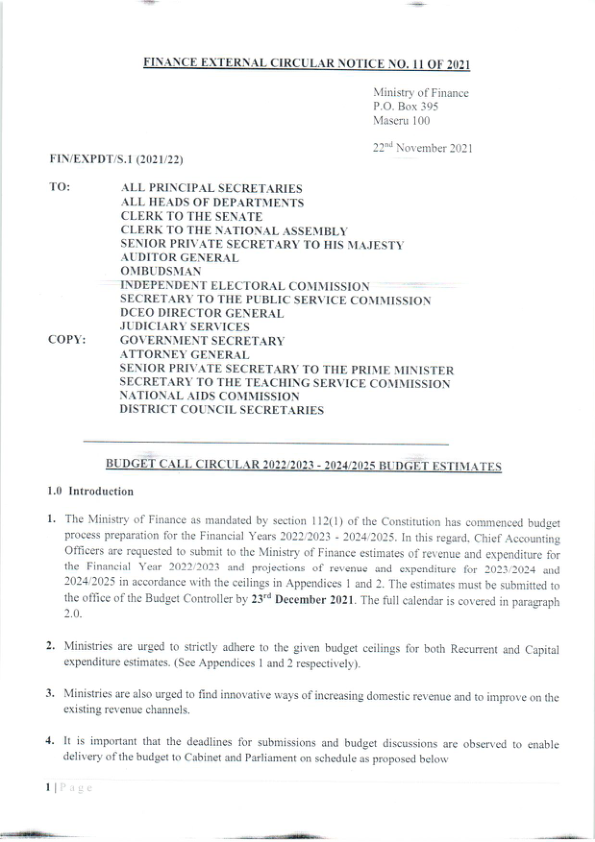 FINANCE EXTERNAL CIRCULAR NOTICE NO. 11 OF 2021
Ministry of Finance
P.O. Box 395
Maseru 100
22nd November 2021
FIN/EXPDT/S.1 (2021/22)
TO: ALL PRINCIPAL SECRETARIES
ALL HEADS OF DEPARTMENTS
CLERK TO THE SENATE
CLERK TO THE NATIONAL ASSEMBLY
SENIOR PRIVATE SECRETARY TO HIS MAJESTY
AUDITOR GENERAL
OMBUDSMAN
INDEPENDENT ELECTORAL COMMISSION
SECRETARY TO THE PUBLIC SERVICE COMMISSION
DCEO DIRECTOR GENERAL
JUDICIARY SERVICES
COPY: GOVERNMENT SECRETARY
ATTORNEY GENERAL
SENIOR PRIVATE SECRETARY TO THE PRIME MINISTER
SECRETARY TO THE TEACHING SERVICE COMMISSION
NATIONAL AIDS COMMISSION
DISTRICT COUNCIL SECRETARIES
BUDGET CALL CIRCULAR 2022/2023 - 2024/2025 BUDGET ESTIMATES
1.0 Introduction
1. The Ministry of Finance as mandated by section 112(1) of the Constitution has commenced budget
process preparation for the Financial Years 2022/2023 - 2024/2025. In this regard, Chief Accounting
Officers are requested to submit to the Ministry of Finance estimates of revenue and expenditure for
the Financial Year 2022/2023 and projections of revenue and expenditure for 2023/2024 and
2024/2025 in accordance with the ceilings in Appendices 1 and 2. The estimates must be submitted to
the office of the Budget Controller by 23rd December 2021. The full calendar is covered in paragraph
2.0.
2. Ministries are urged to strictly adhere to the given budget ceilings for both Recurrent and Capital
expenditure estimates. (See Appendices 1 and 2 respectively).
3. Ministries are also urged to find innovative ways of increasing domestic revenue and to improve on the
existing revenue channels.
4. It is important that the deadlines for submissions and budget discussions are observed to enable
delivery of the budget to Cabinet and Parliament on schedule as proposed below
1 | Page